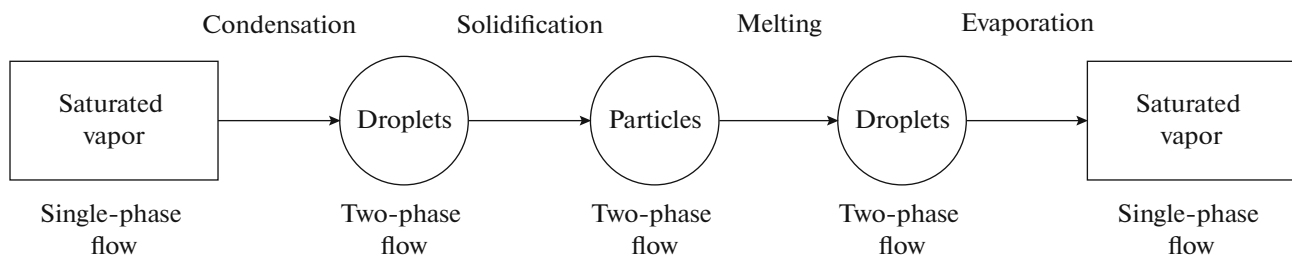 Condensation Solidification Melting Evaporation
Saturated
vapor
Droplets
Particles
Droplets
Saturated
vapor
Single-phase
flow
Two-phase
flow
Two-phase
flow
Two-phase
flow
Single-phase
flow